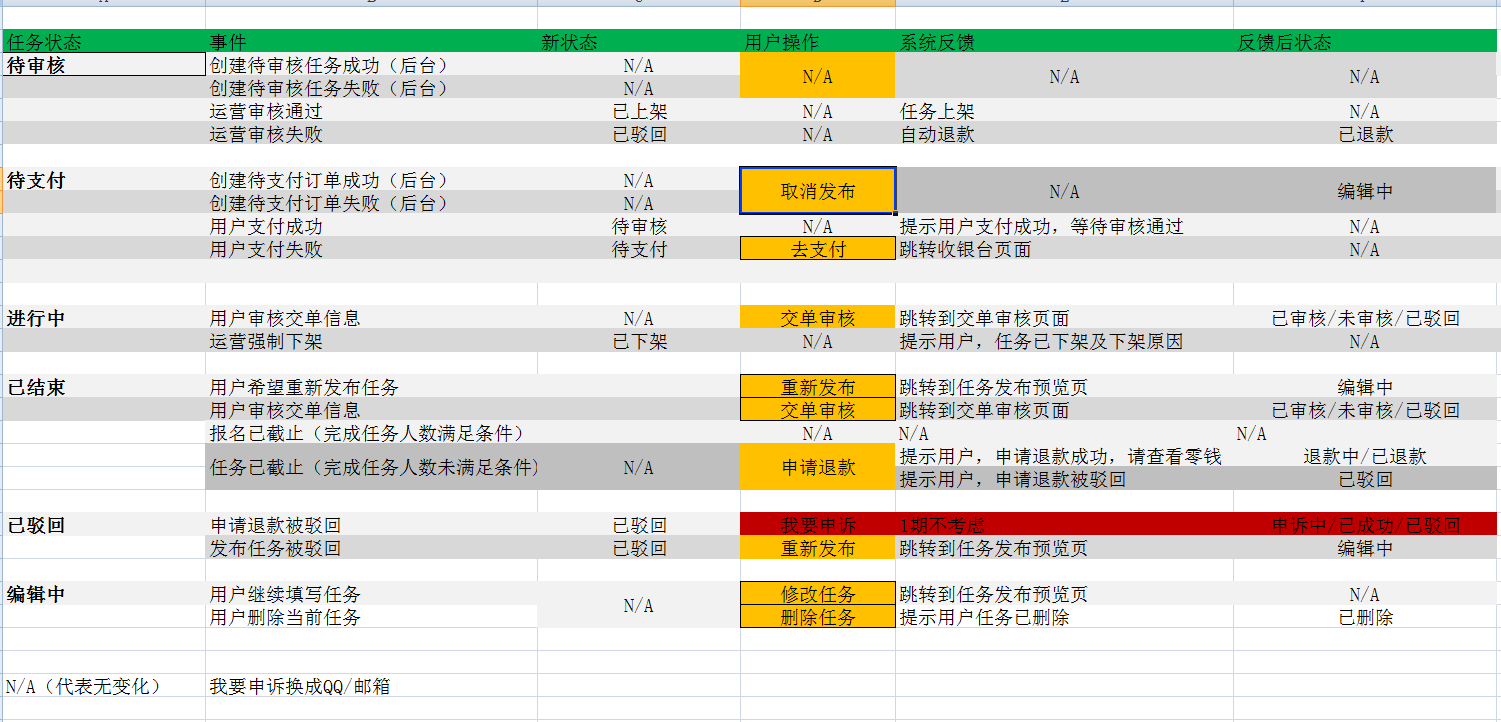 任务状态 事件 新状态 用户操作 系统反馈 反馈后状态
待审核 创建待审核任务成功（后台） N/A N/A N/A N/A
创建待审核任务失败（后台） N/A
运营审核通过 已上架 N/A 任务上架 N/A
运营审核失败 已驳回 N/A 自动退款 已退款
待支付 创建待支付订单成功（后台） N/A 取消发布 N/A 编辑中
创建待支付订单失败（后台） N/A
用户支付成功 待审核 N/A 提示用户支付成功，等待审核通过 N/A
用户支付失败 待支付 去支付 跳转收银台页面 N/A
进行中 用户审核交单信息 N/A 交单审核 跳转到交单审核页面 已审核/未审核/已驳回
运营强制下架 已下架 N/A 提示用户，任务已下架及下架原因 N/A
已结束 用户希望重新发布任务 重新发布 跳转到任务发布预览页 编辑中
用户审核交单信息 交单审核 跳转到交单审核页面 已审核/未审核/已驳回
报名已截止（完成任务人数满足条件） N/A N/A N/A
任务已截止（完成任务人数未满足条件） N/A 申请退款 提示用户，申请退款成功，请查看零钱 退款中/已退款
提示用户，申请退款被驳回 已驳回
已驳回 申请退款被驳回 已驳回 我要申诉 1期不考虑 申诉中/已成功/已驳回
发布任务被驳回 已驳回 重新发布 跳转到任务发布预览页 编辑中
编辑中 用户继续填写任务 N/A 修改任务 跳转到任务发布预览页 N/A
用户删除当前任务 删除任务 提示用户任务已删除 已删除
N/A（代表无变化） 我要申诉换成QQ/邮箱